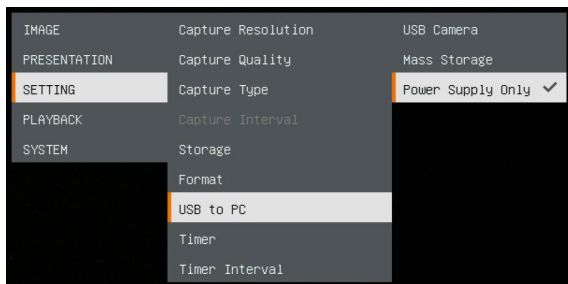 IMAGE
PRESENTATION
SETTING
PLAYBACK
SYSTEM
Capture Resolution
Capture Quality
Capture Type
Capture Interval
Storage
Format
USB to PC
Timer
Timer Interval
USB Camera
Mass Storage
Power Supply Only ✓